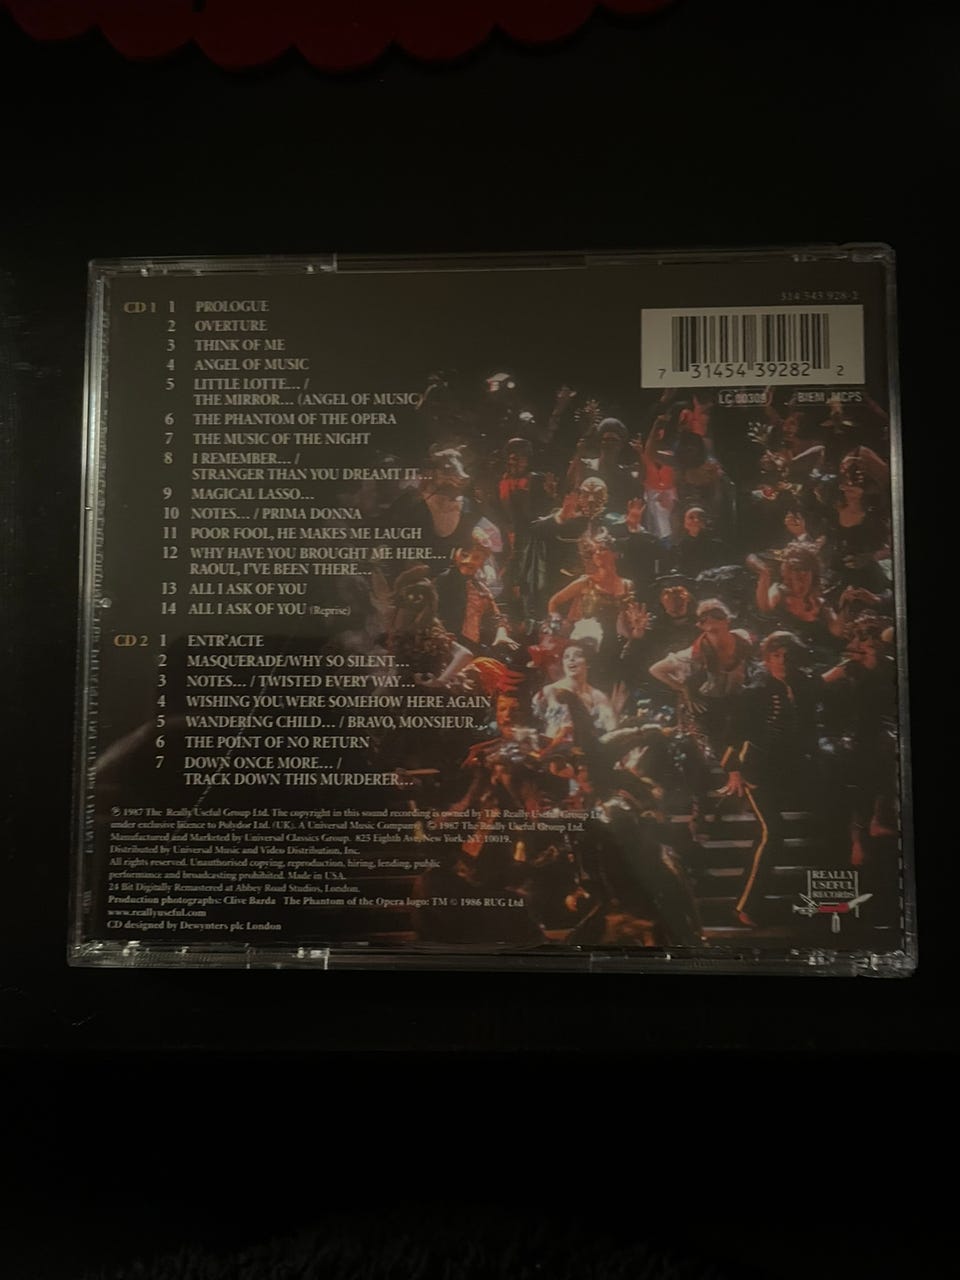 314 543 928-2
7 31454 39282 2
LC 00309 BIEM MCPS
CD 1 1 PROLOGUE
2 OVERTURE
3 THINK OF ME
4 ANGEL OF MUSIC
5 LITTLE LOTTE... /
THE MIRROR... (ANGEL OF MUSIC)
6 THE PHANTOM OF THE OPERA
7 THE MUSIC OF THE NIGHT
8 I REMEMBER... /
STRANGER THAN YOU DREAMT IT...
9 MAGICAL LASSO...
10 NOTES... / PRIMA DONNA
11 POOR FOOL, HE MAKES ME LAUGH
12 WHY HAVE YOU BROUGHT ME HERE... /
RAOUL, I'VE BEEN THERE...
13 ALL I ASK OF YOU
14 ALL I ASK OF YOU (Reprise)
CD 2 1 ENTR'ACTE
2 MASQUERADE/WHY SO SILENT...
3 NOTES... / TWISTED EVERY WAY...
4 WISHING YOU WERE SOMEHOW HERE AGAIN
5 WANDERING CHILD... / BRAVO, MONSIEUR...
6 THE POINT OF NO RETURN
7 DOWN ONCE MORE... /
TRACK DOWN THIS MURDERER...
℗ 1987 The Really Useful Group Ltd. The copyright in this sound recording is owned by The Really Useful Group Ltd
under exclusive licence to Polydor Ltd. (UK). A Universal Music Company © 1987 The Really Useful Group Ltd.
Manufactured and Marketed by Universal Classics Group. 825 Eighth Ave, New York, NY 10019.
Distributed by Universal Music and Video Distribution, Inc.
All rights reserved. Unauthorised copying, reproduction, hiring, lending, public
performance and broadcasting prohibited. Made in USA.
24 Bit Digitally Remastered at Abbey Road Studios, London.
Production photographs: Clive Barda The Phantom of the Opera logo: TM © 1986 RUG Ltd
www.reallyuseful.com
CD designed by Dewynters plc London
REALLY
USEFUL
RECORDS